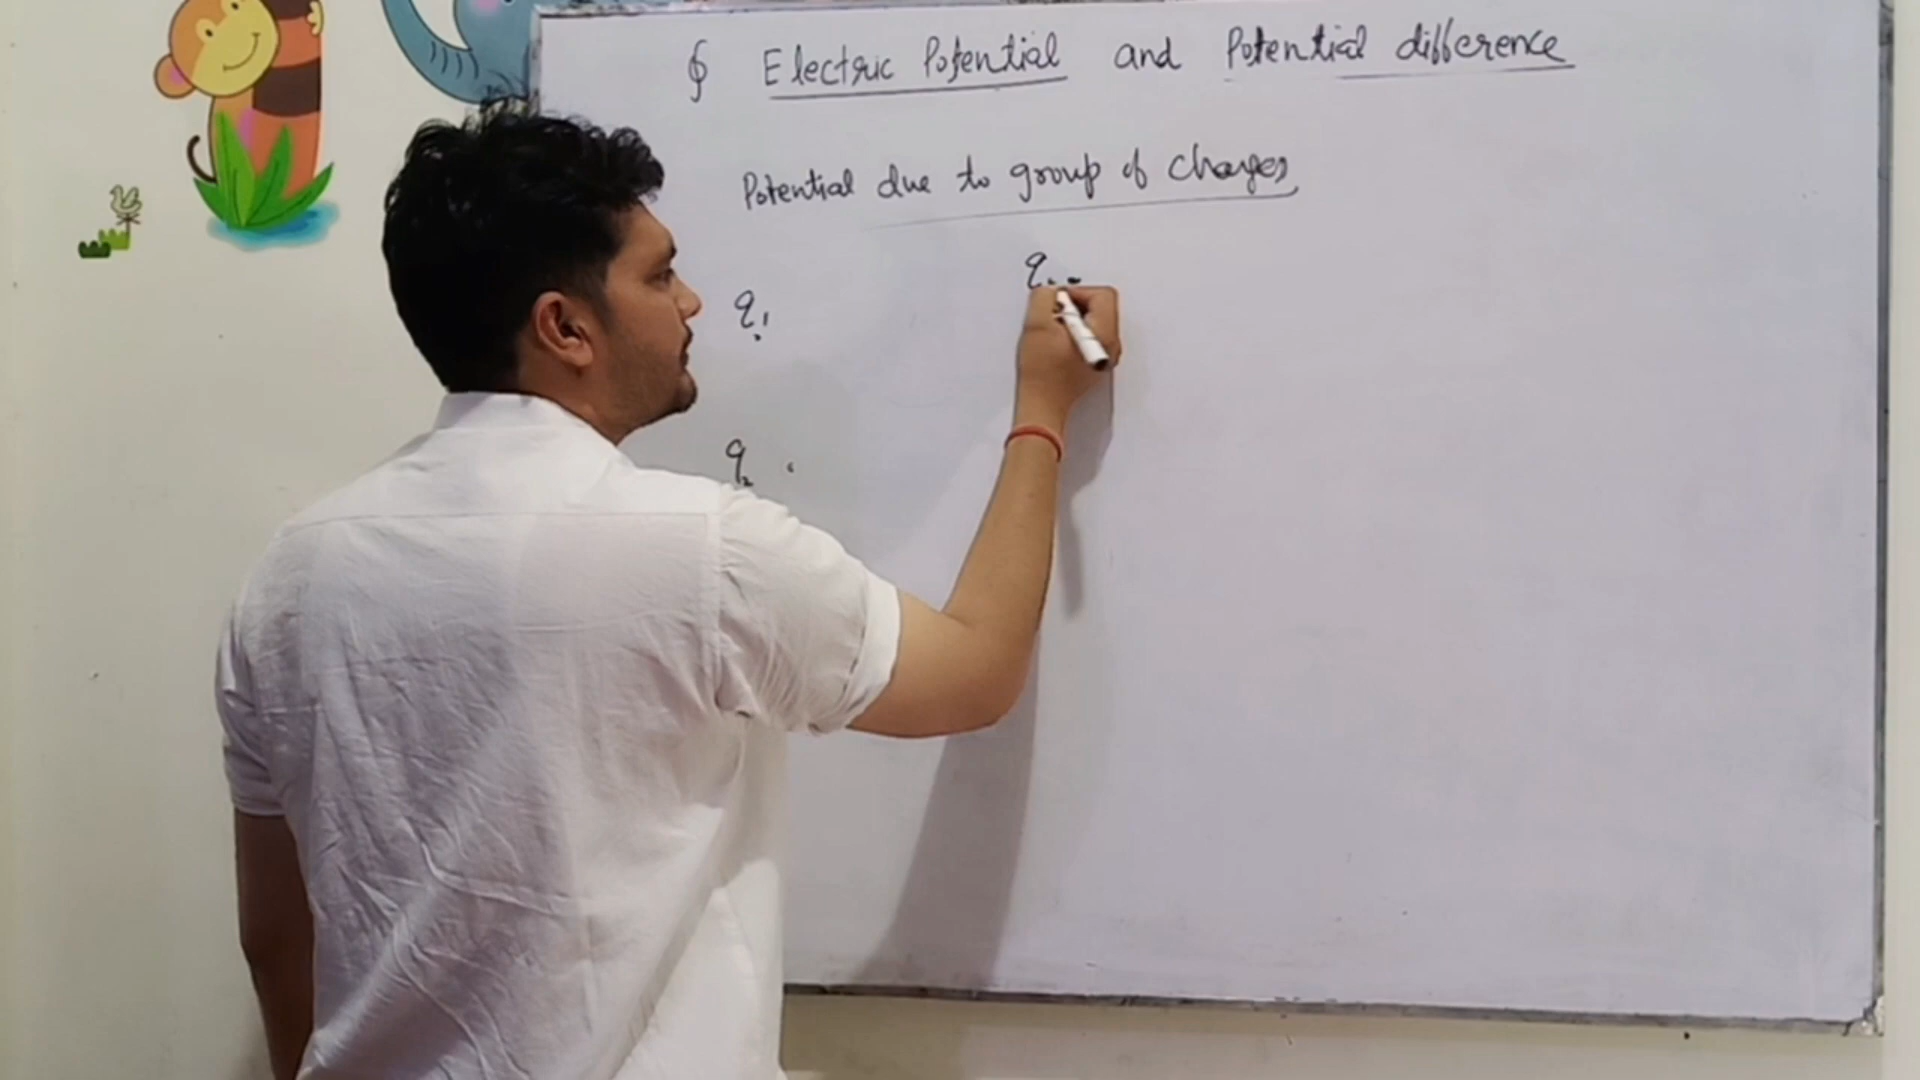 ∮ Electric Potential and Potential difference
Potential due to group of charges
q1
q2
q